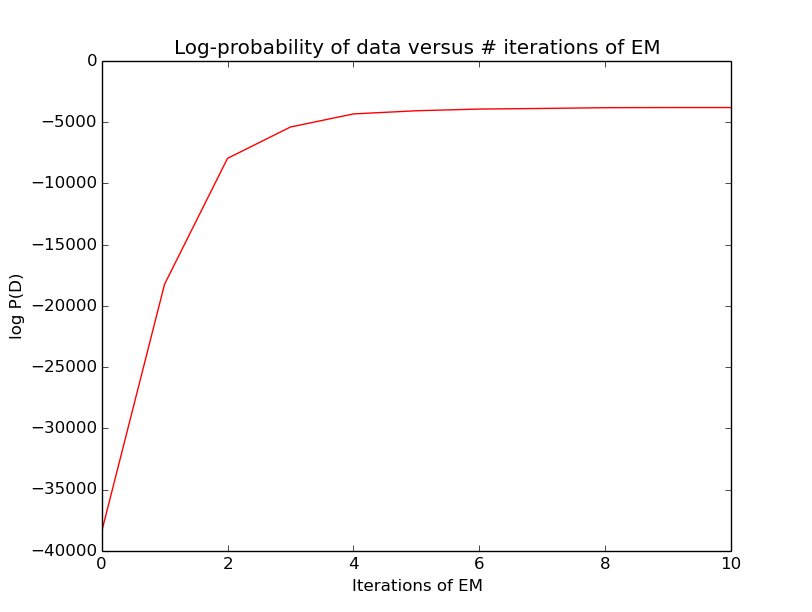 Log-probability of data versus # iterations of EM
0
−5000
−10000
−15000
−20000
−25000
−30000
−35000
−40000
log P(D)
0 2 4 6 8 10
Iterations of EM